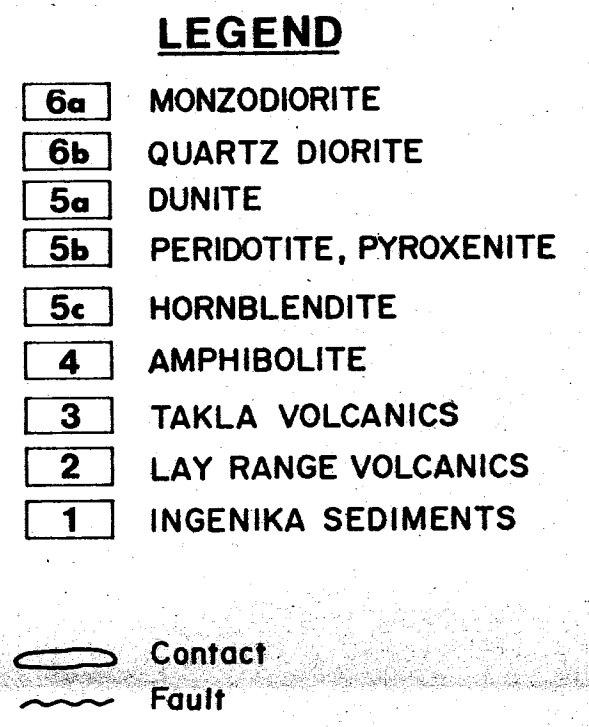 LEGEND
6a MONZODIORITE
6b QUARTZ DIORITE
5a DUNITE
5b PERIDOTITE, PYROXENITE
5c HORNBLENDITE
4 AMPHIBOLITE
3 TAKLA VOLCANICS
2 LAY RANGE VOLCANICS
1 INGENIKA SEDIMENTS
Contact
Fault